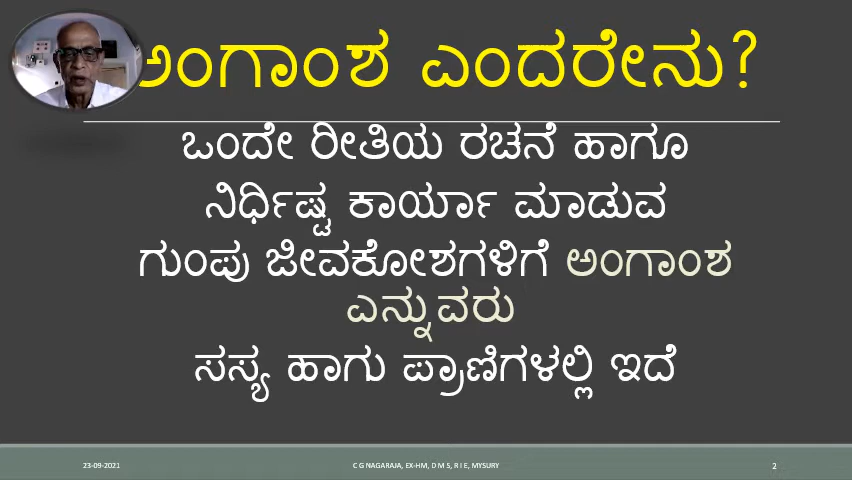 ಅಂಗಾಂಶ ಎಂದರೇನು?
ಒಂದೇ ರೀತಿಯ ರಚನೆ ಹಾಗೂ
ನಿರ್ಧಿಷ್ಟ ಕಾರ್ಯಾ ಮಾಡುವ
ಗುಂಪು ಜೀವಕೋಶಗಳಿಗೆ ಅಂಗಾಂಶ
ಎನ್ನುವರು
ಸಸ್ಯ ಹಾಗು ಪ್ರಾಣಿಗಳಲ್ಲಿ ಇದೆ
23-09-2021 C G NAGARAJA, EX-HM, D M S, R I E, MYSURY 2